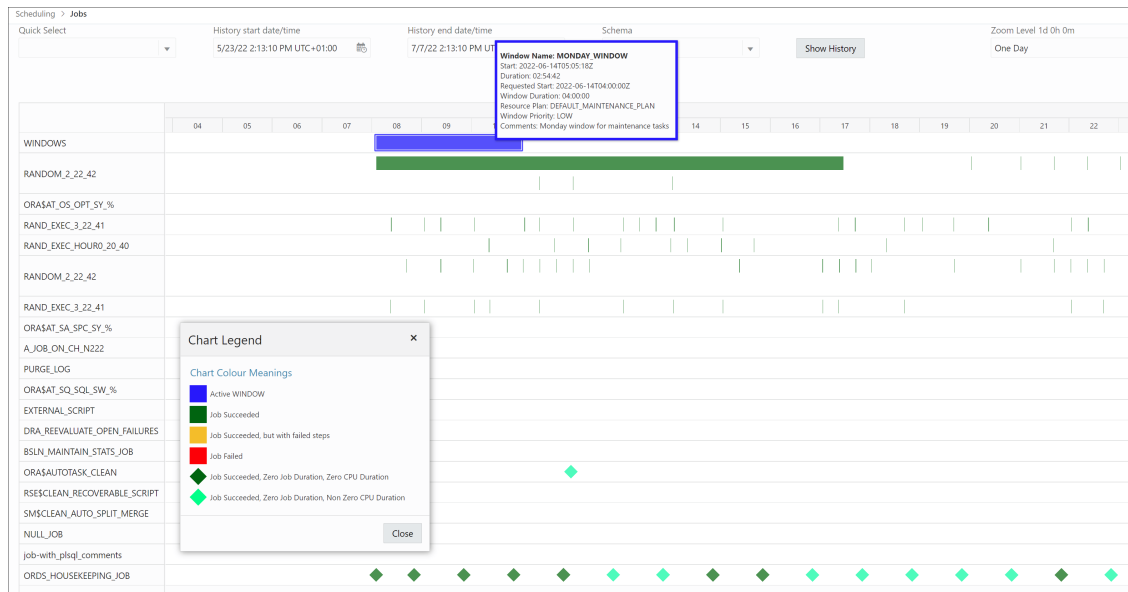 Scheduling > Jobs
Quick Select
History start date/time
History end date/time
Schema
Zoom Level 1d 0h 0m
5/23/22 2:13:10 PM UTC+01:00
7/7/22 2:13:10 PM UT
Show History
One Day
Window Name: MONDAY_WINDOW
Start: 2022-06-14T05:05:18Z
Duration: 02:54:42
Requested Start: 2022-06-14T04:00:00Z
Window Duration: 04:00:00
Resource Plan: DEFAULT_MAINTENANCE_PLAN
Window Priority: LOW
Comments: Monday window for maintenance tasks
04 05 06 07 08 09 14 15 16 17 18 19 20 21 22
WINDOWS
RANDOM_2_22_42
ORA$AT_OS_OPT_SY_%
RAND_EXEC_3_22_41
RAND_EXEC_HOUR0_20_40
RANDOM_2_22_42
RAND_EXEC_3_22_41
ORA$AT_SA_SPC_SY_%
A_JOB_ON_CH_N222
PURGE_LOG
ORA$AT_SQ_SQL_SW_%
EXTERNAL_SCRIPT
DRA_REEVALUATE_OPEN_FAILURES
BSLN_MAINTAIN_STATS_JOB
ORA$AUTOTASK_CLEAN
RSE$CLEAN_RECOVERABLE_SCRIPT
SM$CLEAN_AUTO_SPLIT_MERGE
NULL_JOB
job-with_plsql_comments
ORDS_HOUSEKEEPING_JOB
Chart Legend ×
Chart Colour Meanings
Active WINDOW
Job Succeeded
Job Succeeded, but with failed steps
Job Failed
Job Succeeded, Zero Job Duration, Zero CPU Duration
Job Succeeded, Zero Job Duration, Non Zero CPU Duration
Close